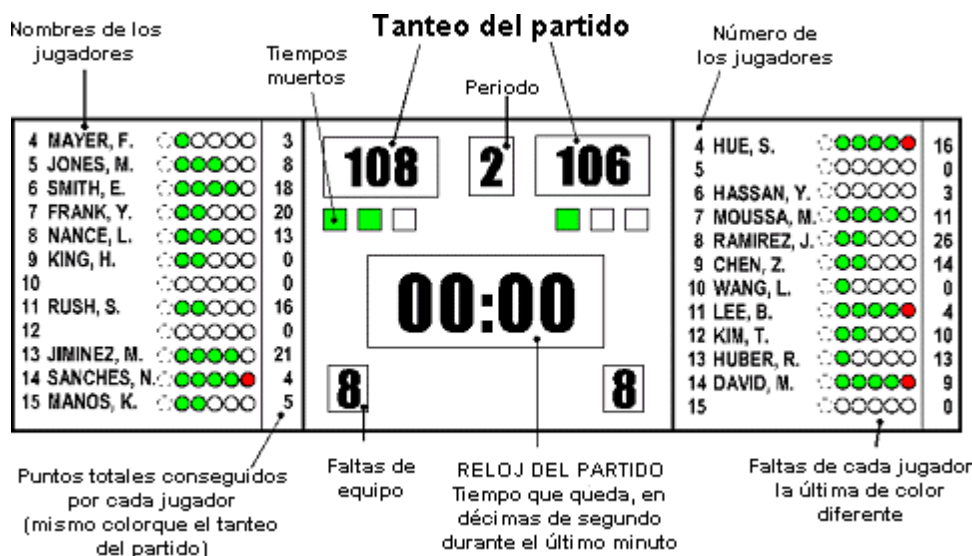 Nombres de los
jugadores
Tiempos
muertos
Tanteo del partido
Periodo
Número de
los jugadores
4 MAYER, F. 3
5 JONES, M. 8
6 SMITH, E. 18
7 FRANK, Y. 20
8 NANCE, L. 13
9 KING, H. 0
10 0
11 RUSH, S. 16
12 0
13 JIMINEZ, M. 21
14 SANCHES, N. 4
15 MANOS, K. 5
108
2
106
00:00
8
8
4 HUE, S. 16
5 0
6 HASSAN, Y. 3
7 MOUSSA, M. 11
8 RAMIREZ, J. 26
9 CHEN, Z. 14
10 WANG, L. 0
11 LEE, B. 4
12 KIM, T. 10
13 HUBER, R. 13
14 DAVID, M. 9
15 0
Puntos totales conseguidos
por cada jugador
(mismo colorque el tanteo
del partido)
Faltas de
equipo
RELOJ DEL PARTIDO
Tiempo que queda, en
décimas de segundo
durante el último minuto
Faltas de cada jugador
la última de color
diferente